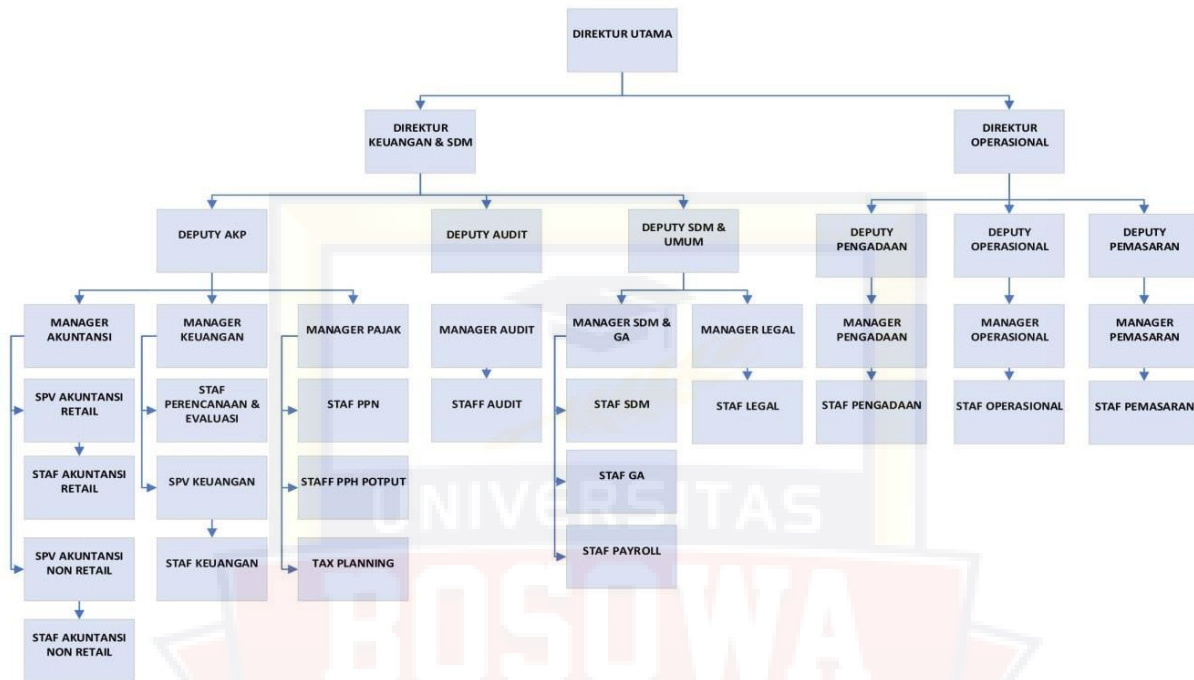 DIREKTUR UTAMA
DIREKTUR
KEUANGAN & SDM
DIREKTUR
OPERASIONAL
DEPUTY AKP
DEPUTY AUDIT
DEPUTY SDM &
UMUM
DEPUTY
PENGADAAN
DEPUTY
OPERASIONAL
DEPUTY
PEMASARAN
MANAGER
AKUNTANSI
MANAGER
KEUANGAN
MANAGER PAJAK
MANAGER AUDIT
MANAGER SDM &
GA
MANAGER LEGAL
MANAGER
PENGADAAN
MANAGER
OPERASIONAL
MANAGER
PEMASARAN
SPV AKUNTANSI
RETAIL
STAF
PERENCANAAN &
EVALUASI
STAF PPN
STAFF AUDIT
STAF SDM
STAF LEGAL
STAF PENGADAAN
STAF OPERASIONAL
STAF PEMASARAN
STAF AKUNTANSI
RETAIL
SPV KEUANGAN
STAFF PPH POTPUT
STAF GA
SPV AKUNTANSI
NON RETAIL
STAF KEUANGAN
TAX PLANNING
STAF PAYROLL
STAF AKUNTANSI
NON RETAIL
UNIVERSITAS
BOSOWA